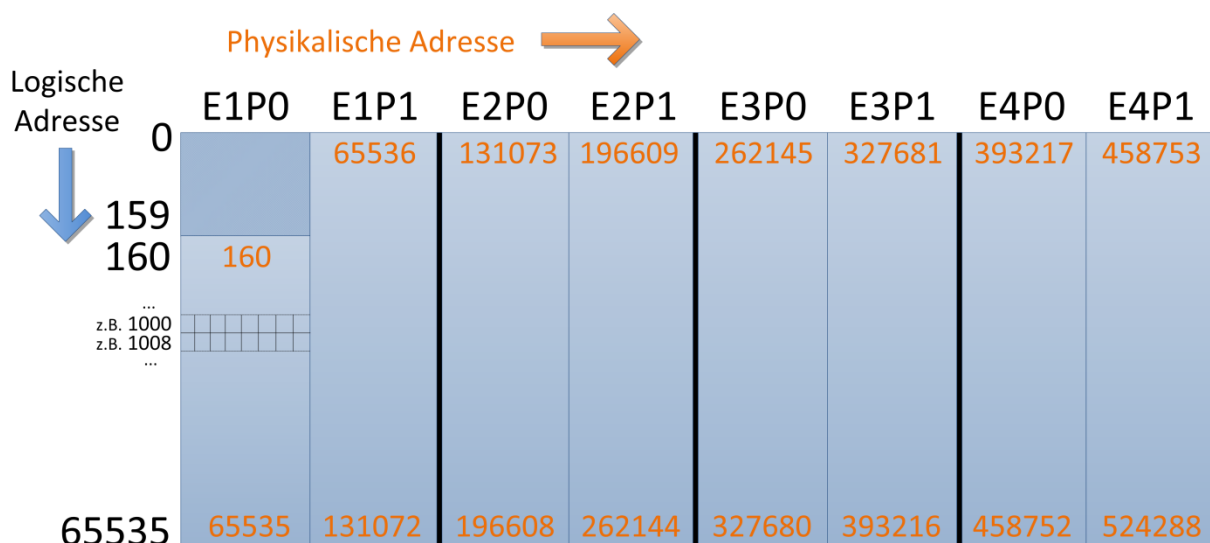 Physikalische Adresse
Logische
Adresse
E1P0 E1P1 E2P0 E2P1 E3P0 E3P1 E4P0 E4P1
0
65536 131073 196609 262145 327681 393217 458753
159
160 160
...
z.B. 1000
z.B. 1008
...
65535 65535 131072 196608 262144 327680 393216 458752 524288